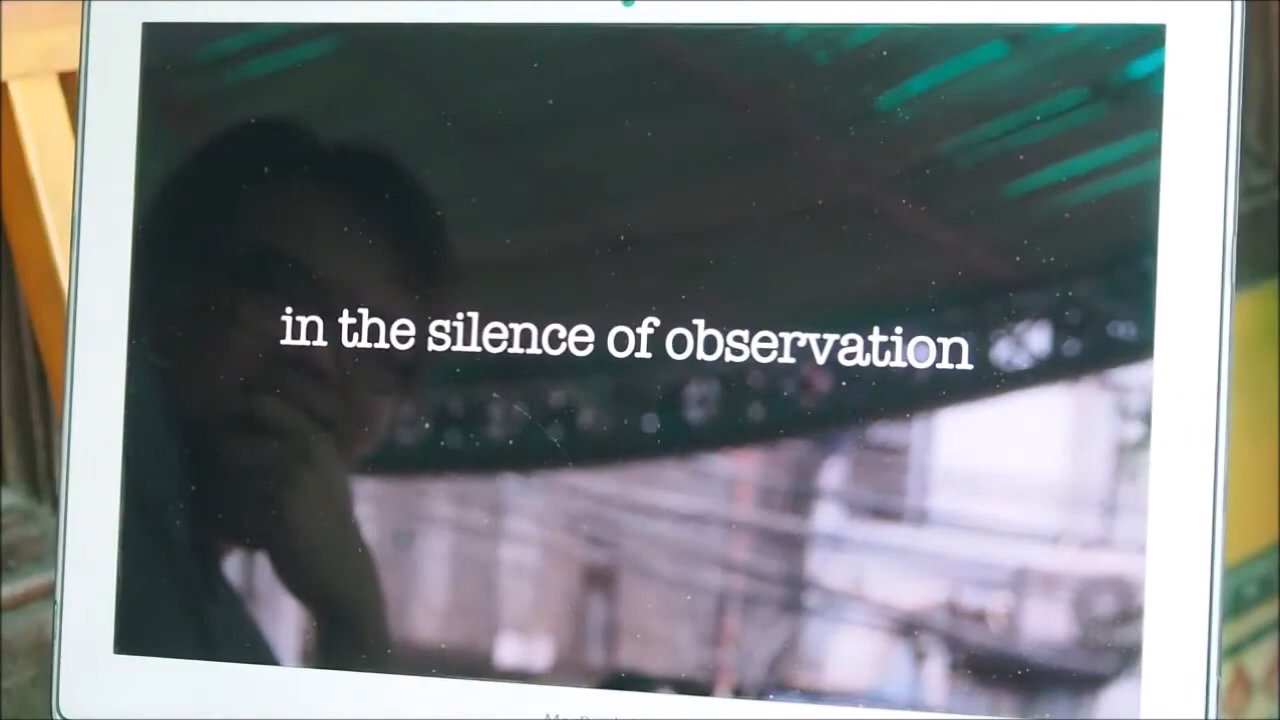 in the silence of observation